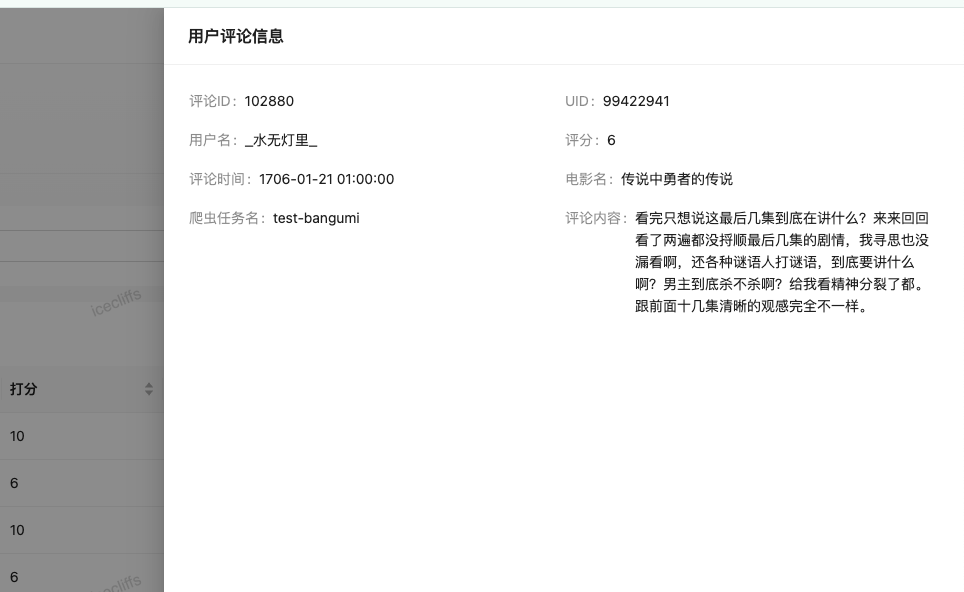 用户评论信息
评论ID： 102880
UID： 99422941
用户名： _水无灯里_
评分： 6
评论时间： 1706-01-21 01:00:00
电影名： 传说中勇者的传说
爬虫任务名： test-bangumi
评论内容： 看完只想说这最后几集到底在讲什么？来来回回
看了两遍都没捋顺最后几集的剧情，我寻思也没
漏看啊，还各种谜语人打谜语，到底要讲什么
啊？男主到底杀不杀啊？给我看精神分裂了都。
跟前面十几集清晰的观感完全不一样。
icecliffs
打分
10
6
10
6
icecliffs